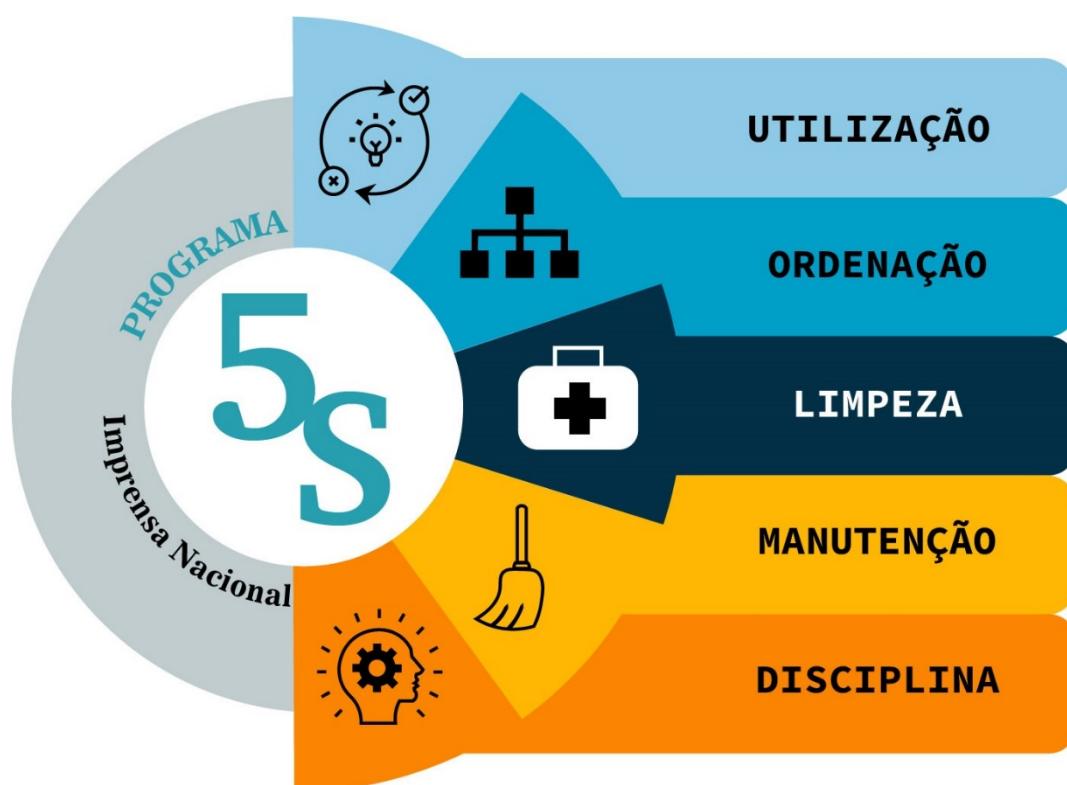 PROGRAMA
5S
Imprensa Nacional
UTILIZAÇÃO
ORDENAÇÃO
LIMPEZA
MANUTENÇÃO
DISCIPLINA